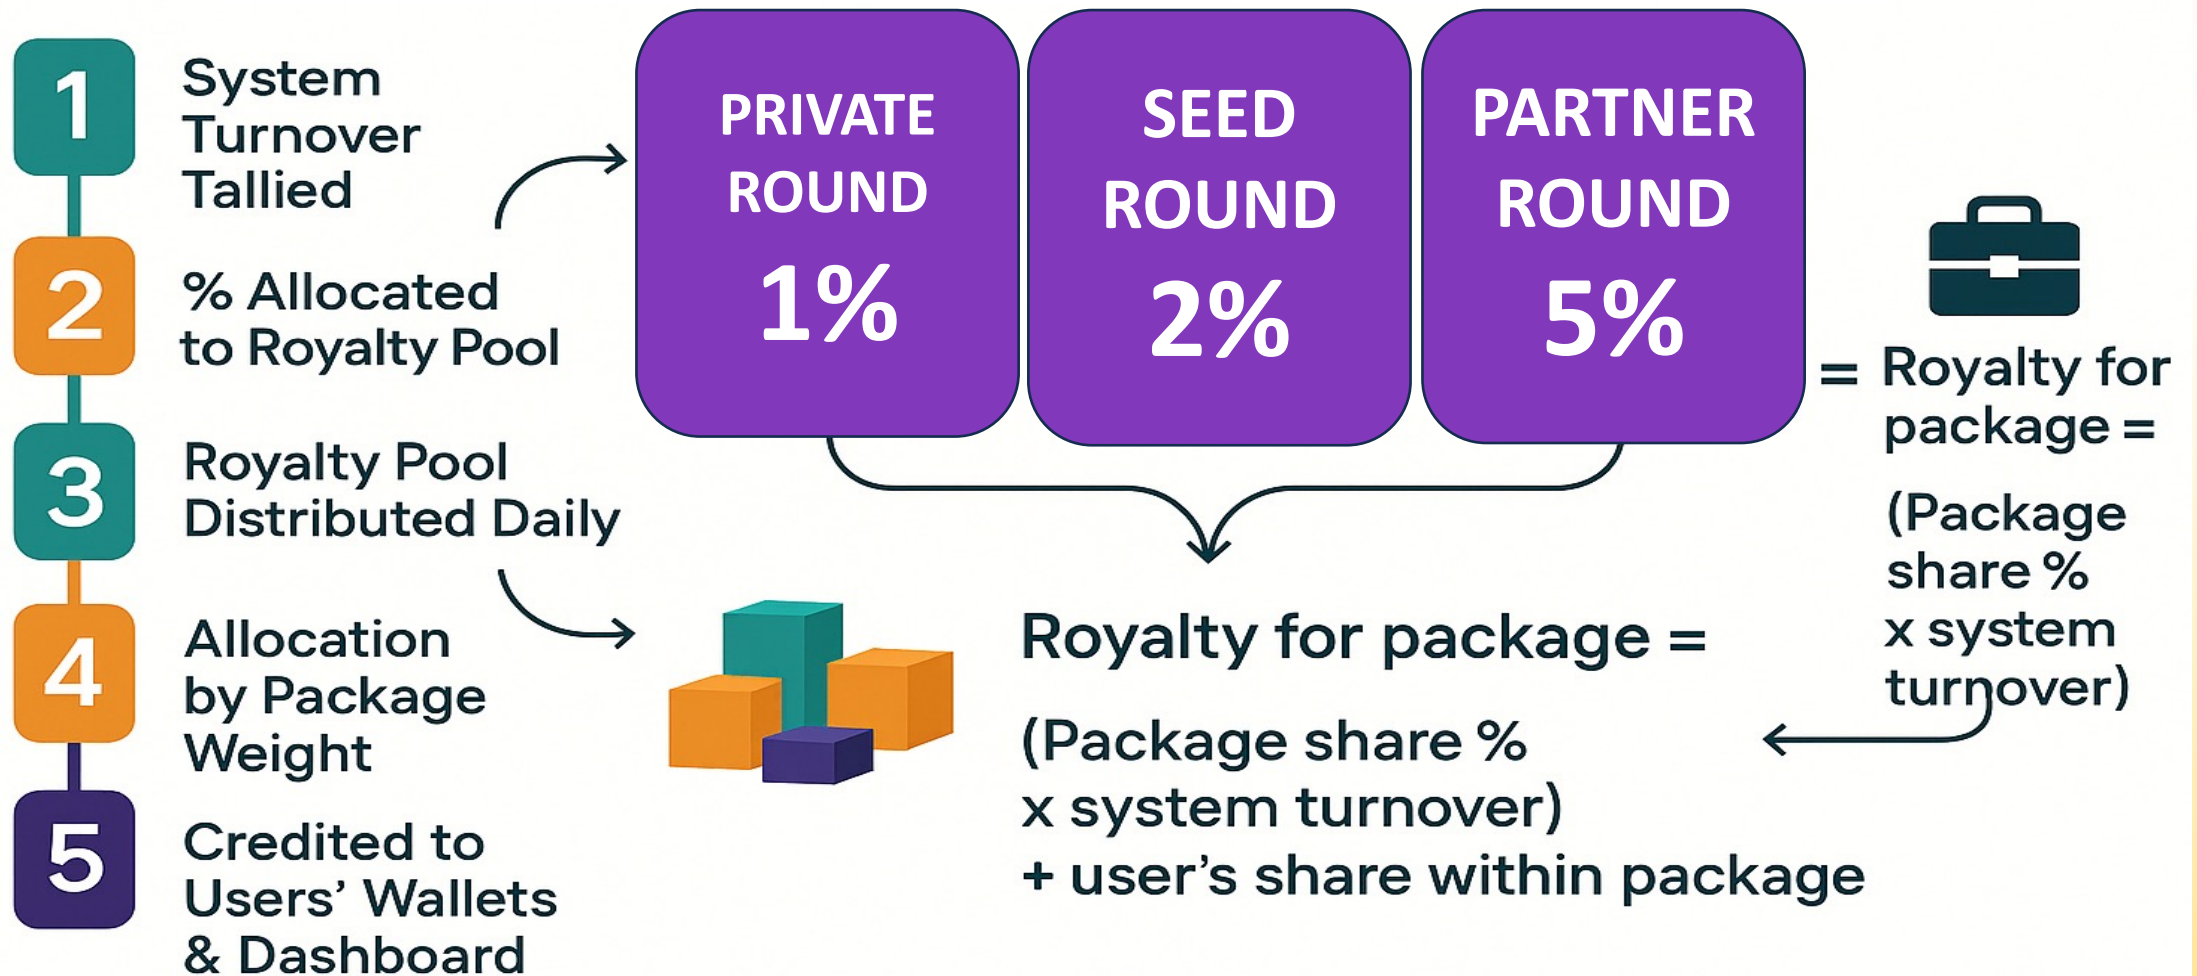 1
System
Turnover
Tallied
2
% Allocated
to Royalty Pool
3
Royalty Pool
Distributed Daily
4
Allocation
by Package
Weight
5
Credited to
Users’ Wallets
& Dashboard
PRIVATE
ROUND
1%
SEED
ROUND
2%
PARTNER
ROUND
5%
= Royalty for
package =
(Package
share %
x system
turnover)
Royalty for package =
(Package share %
x system turnover)
+ user’s share within package